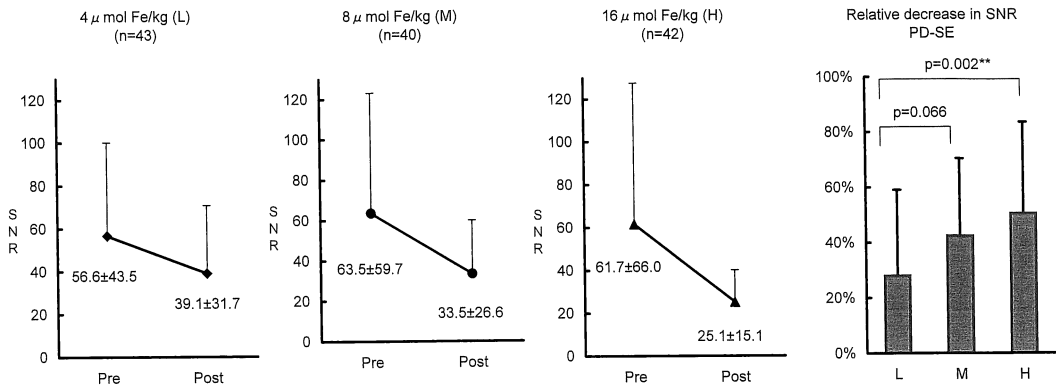 4 μ mol Fe/kg (L)
(n=43)
120
100
80
60
40
20
0
S
N
R
56.6±43.5
39.1±31.7
Pre
Post
8 μ mol Fe/kg (M)
(n=40)
120
100
80
60
40
20
0
S
N
R
63.5±59.7
33.5±26.6
Pre
Post
16 μ mol Fe/kg (H)
(n=42)
120
100
80
60
40
20
0
S
N
R
61.7±66.0
25.1±15.1
Pre
Post
Relative decrease in SNR
PD-SE
100%
80%
60%
40%
20%
0%
p=0.002**
p=0.066
L
M
H